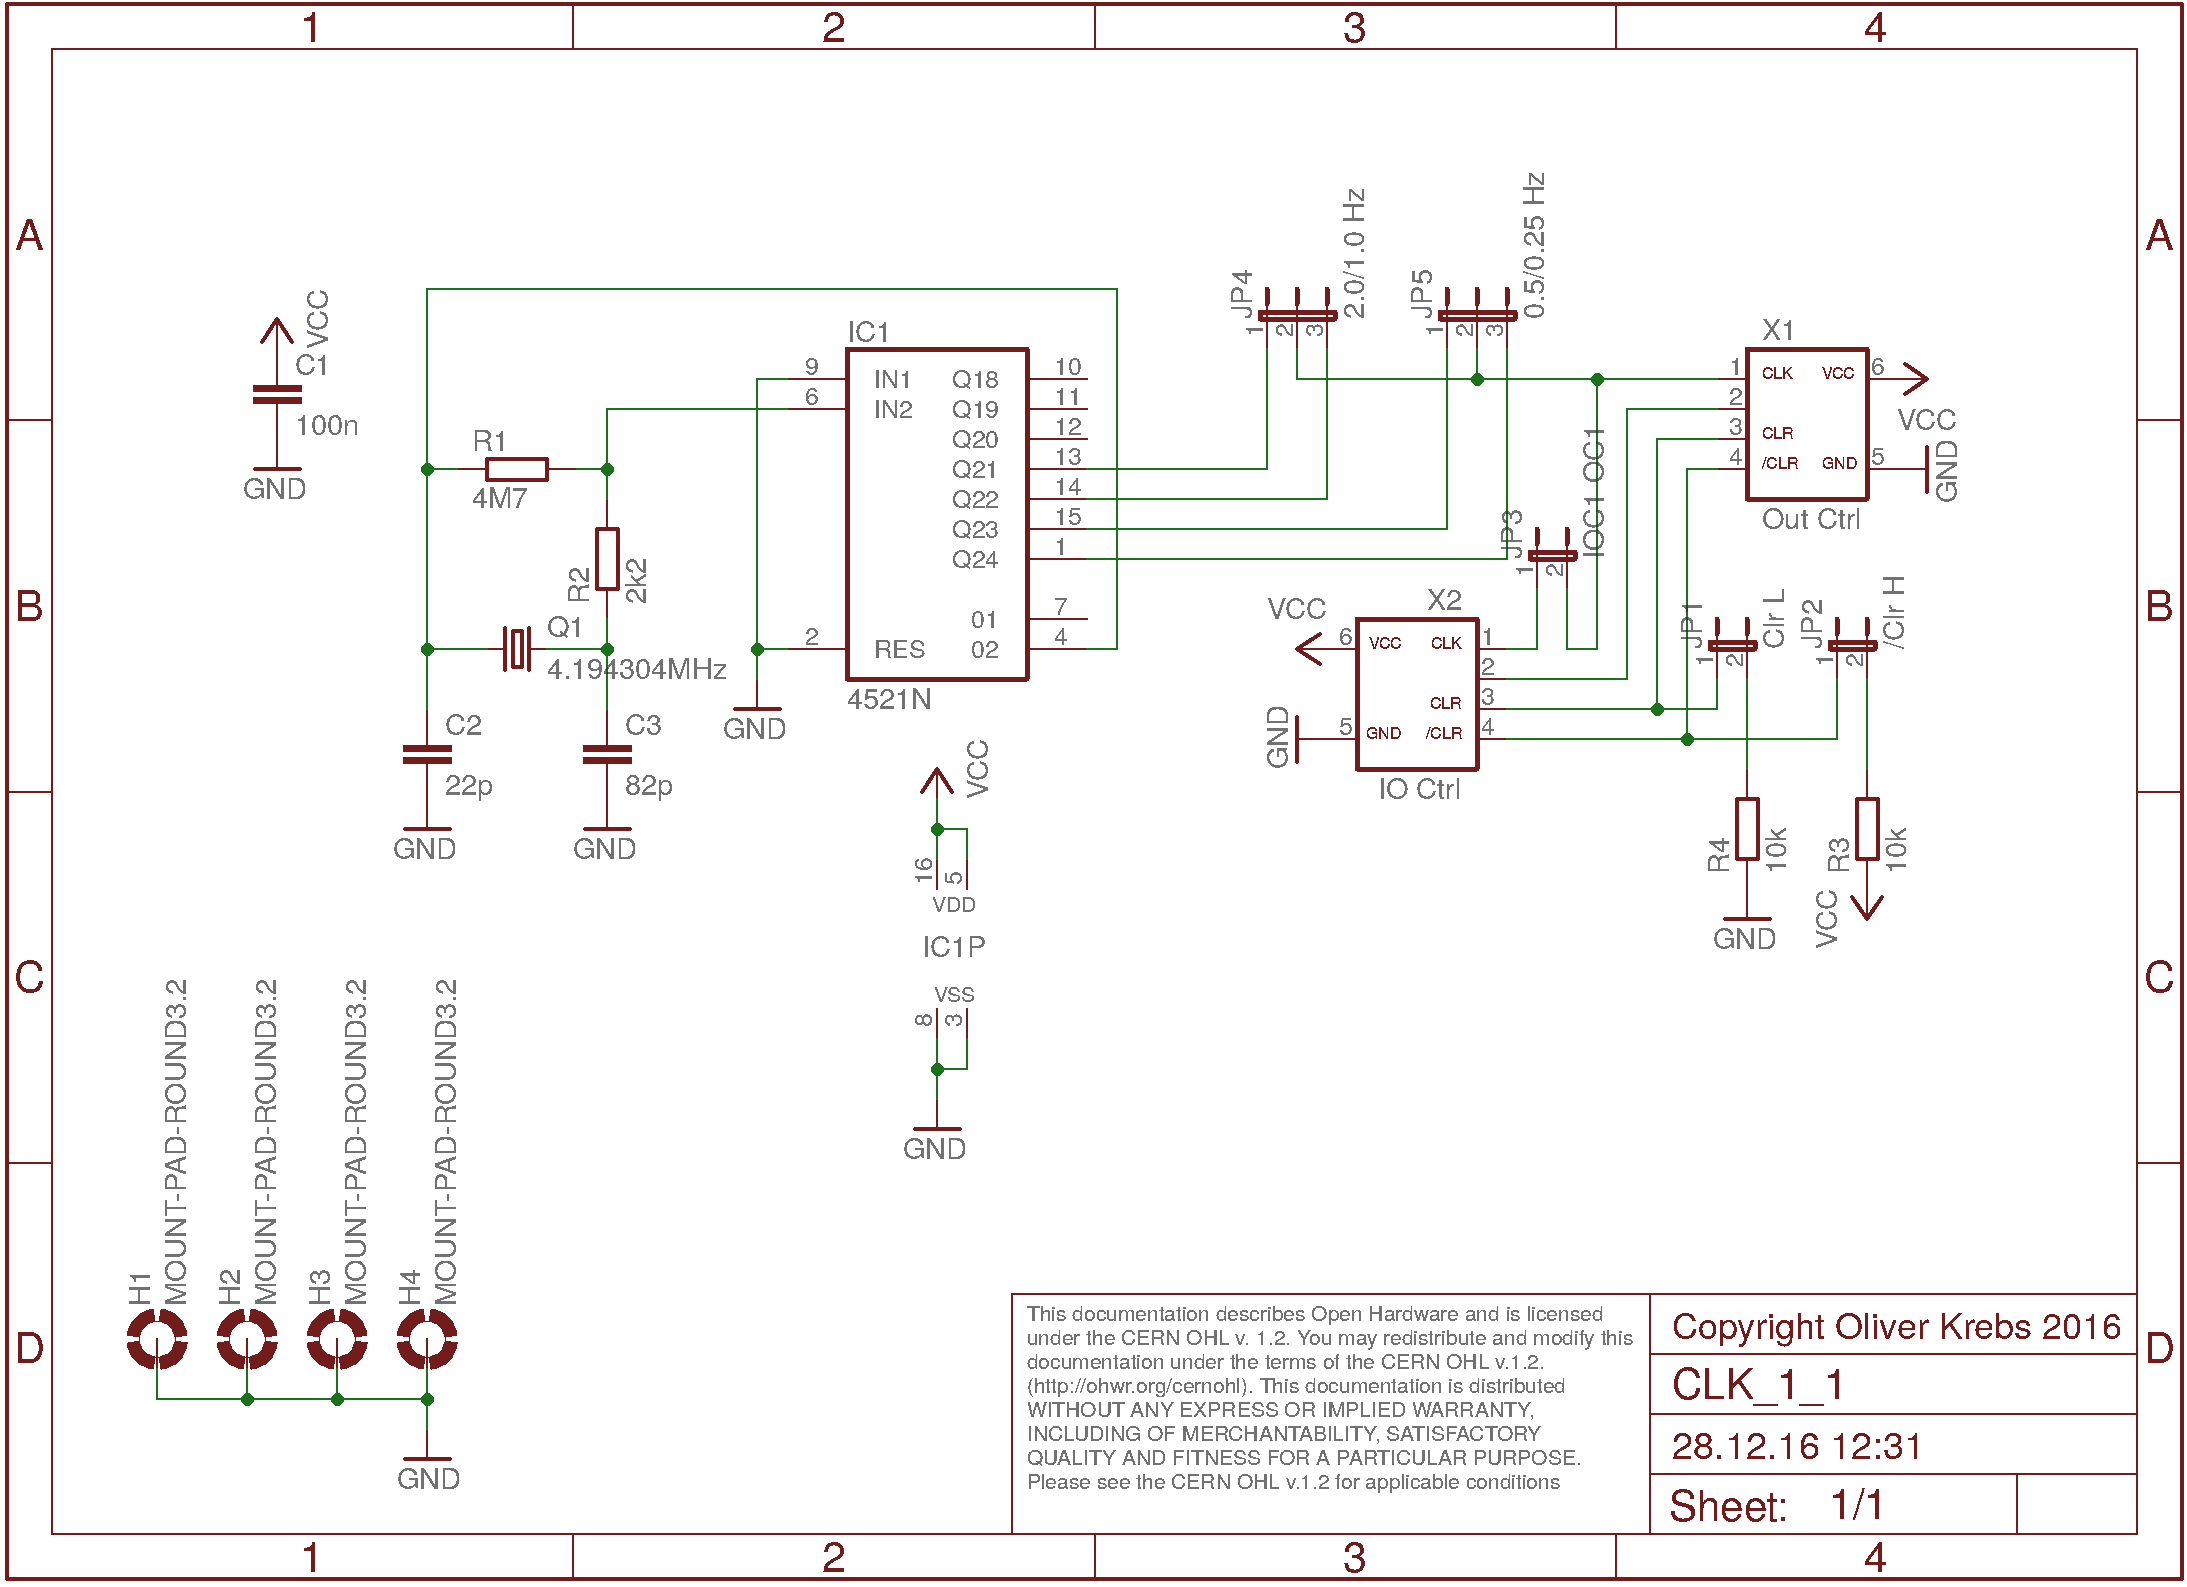 1
2
3
4
A
A
VCC
C1
100n
GND
R1
4M7
R2
2k2
Q1
4.194304MHz
C2
22p
GND
C3
82p
GND
IC1
9
IN1
6
IN2
2
RES
Q18
10
Q19
11
Q20
12
Q21
13
Q22
14
Q23
15
Q24
1
01
7
02
4
4521N
GND
VCC
16
5
VDD
IC1P
VSS
8
3
GND
JP4
1
2
3
2.0/1.0 Hz
JP5
1
2
3
0.5/0.25 Hz
X1
1
CLK
VCC
6
2
VCC
3
CLR
4
/CLR
GND
5
GND
Out Ctrl
JP3
1
2
IOC1 OC1
X2
VCC
6
VCC
CLK
1
2
CLR
3
GND
5
GND
/CLR
4
IO Ctrl
JP1
1
2
Clr L
JP2
1
2
/Clr H
R4
10k
GND
R3
10k
VCC
B
B
C
C
H1
MOUNT-PAD-ROUND3.2
H2
MOUNT-PAD-ROUND3.2
H3
MOUNT-PAD-ROUND3.2
H4
MOUNT-PAD-ROUND3.2
GND
D
D
This documentation describes Open Hardware and is licensed
under the CERN OHL v. 1.2. You may redistribute and modify this
documentation under the terms of the CERN OHL v.1.2.
(http://ohwr.org/cernohl). This documentation is distributed
WITHOUT ANY EXPRESS OR IMPLIED WARRANTY,
INCLUDING OF MERCHANTABILITY, SATISFACTORY
QUALITY AND FITNESS FOR A PARTICULAR PURPOSE.
Please see the CERN OHL v.1.2 for applicable conditions
Copyright Oliver Krebs 2016
CLK_1_1
28.12.16 12:31
Sheet: 1/1
1
2
3
4